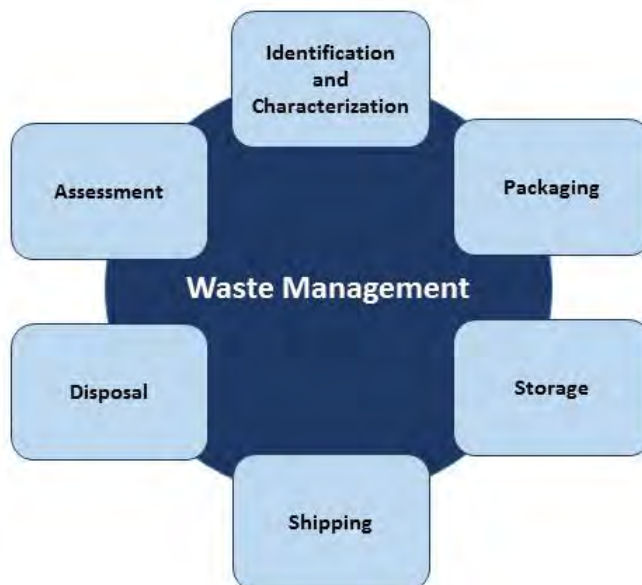 Identification
and
Characterization
Packaging
Storage
Shipping
Disposal
Assessment
Waste Management